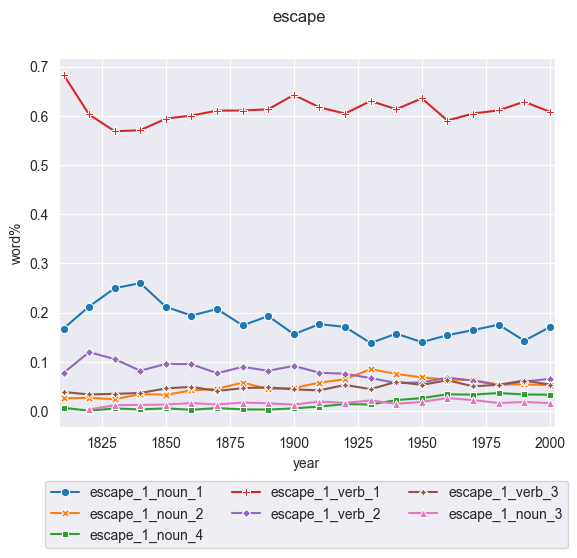 escape
0.7
0.6
0.5
0.4
0.3
0.2
0.1
0.0
word%
1825 1850 1875 1900 1925 1950 1975 2000
year
escape_1_noun_1 escape_1_verb_1 escape_1_verb_3
escape_1_noun_2 escape_1_verb_2 escape_1_noun_3
escape_1_noun_4